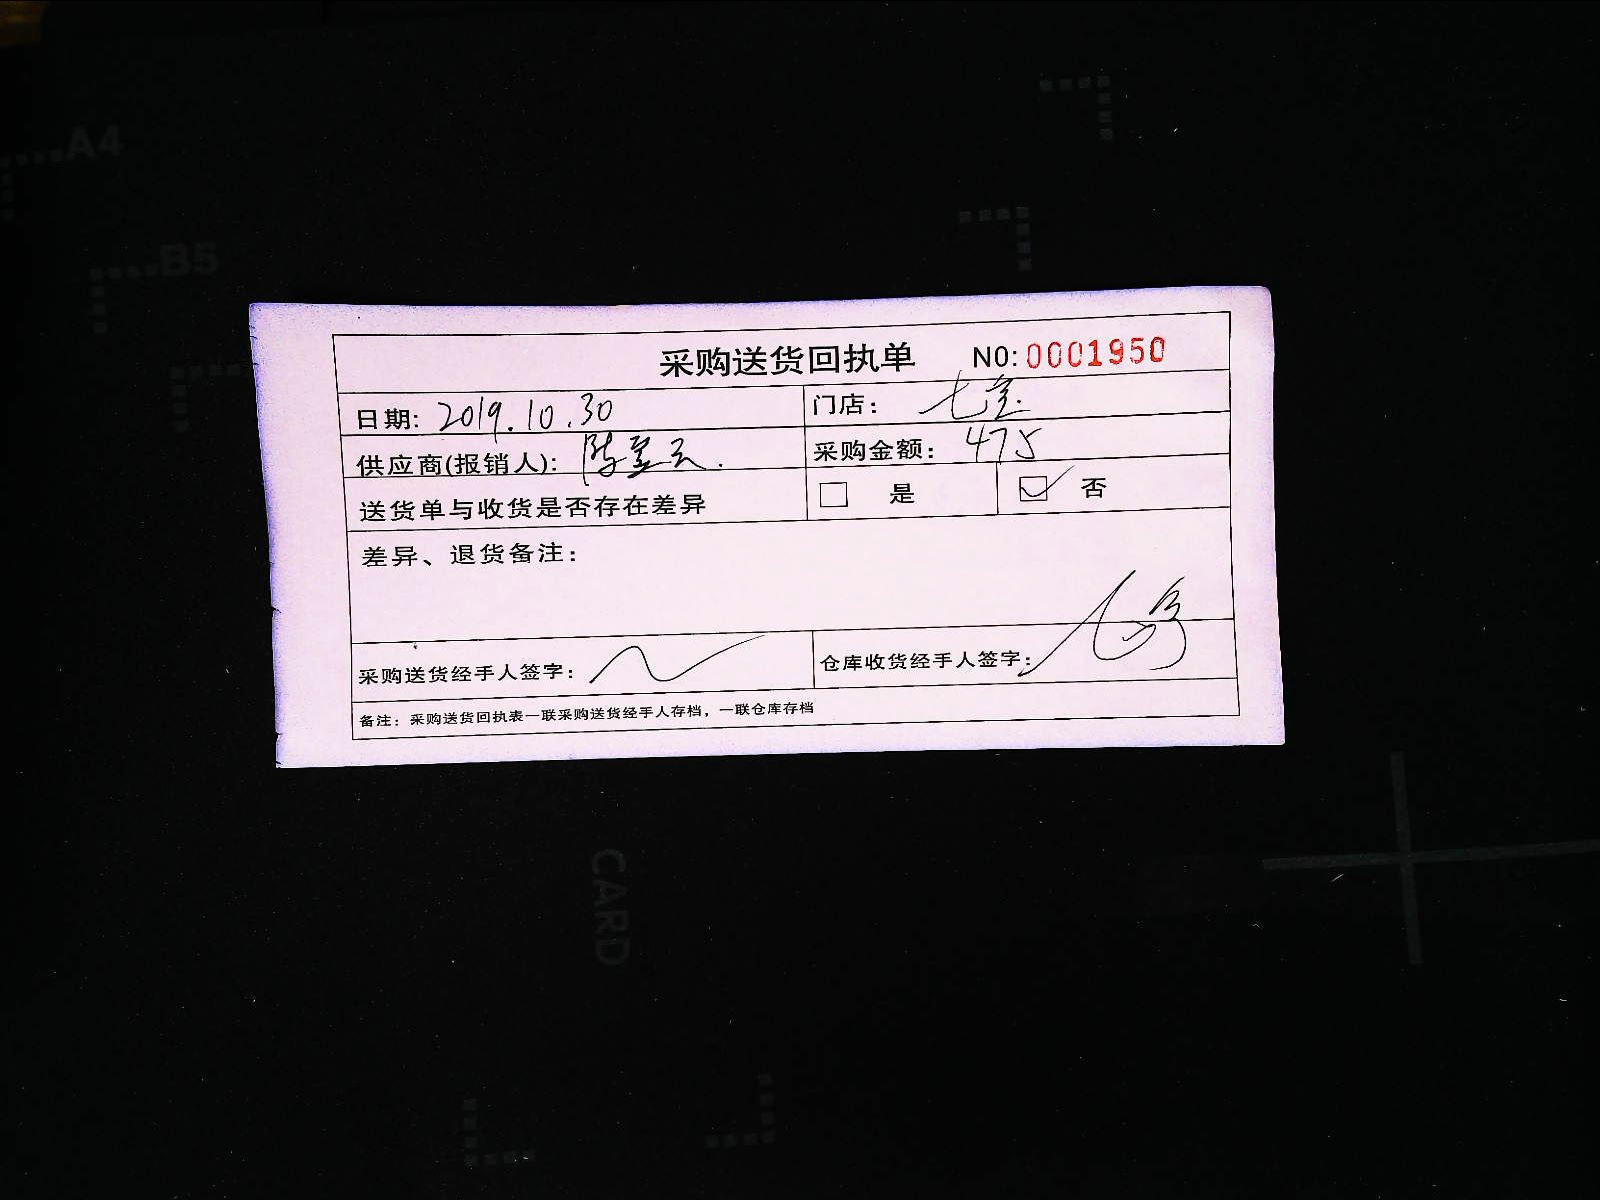 A4
B5
采购送货回执单 NO:0001950
日期: 2019.10.30 门店: 七宝
供应商(报销人): 采购金额: 475
送货单与收货是否存在差异 是 否
差异、退货备注:
采购送货经手人签字: 仓库收货经手人签字:
备注: 采购送货回执表一联采购送货经手人存档，一联仓库存档
CARD